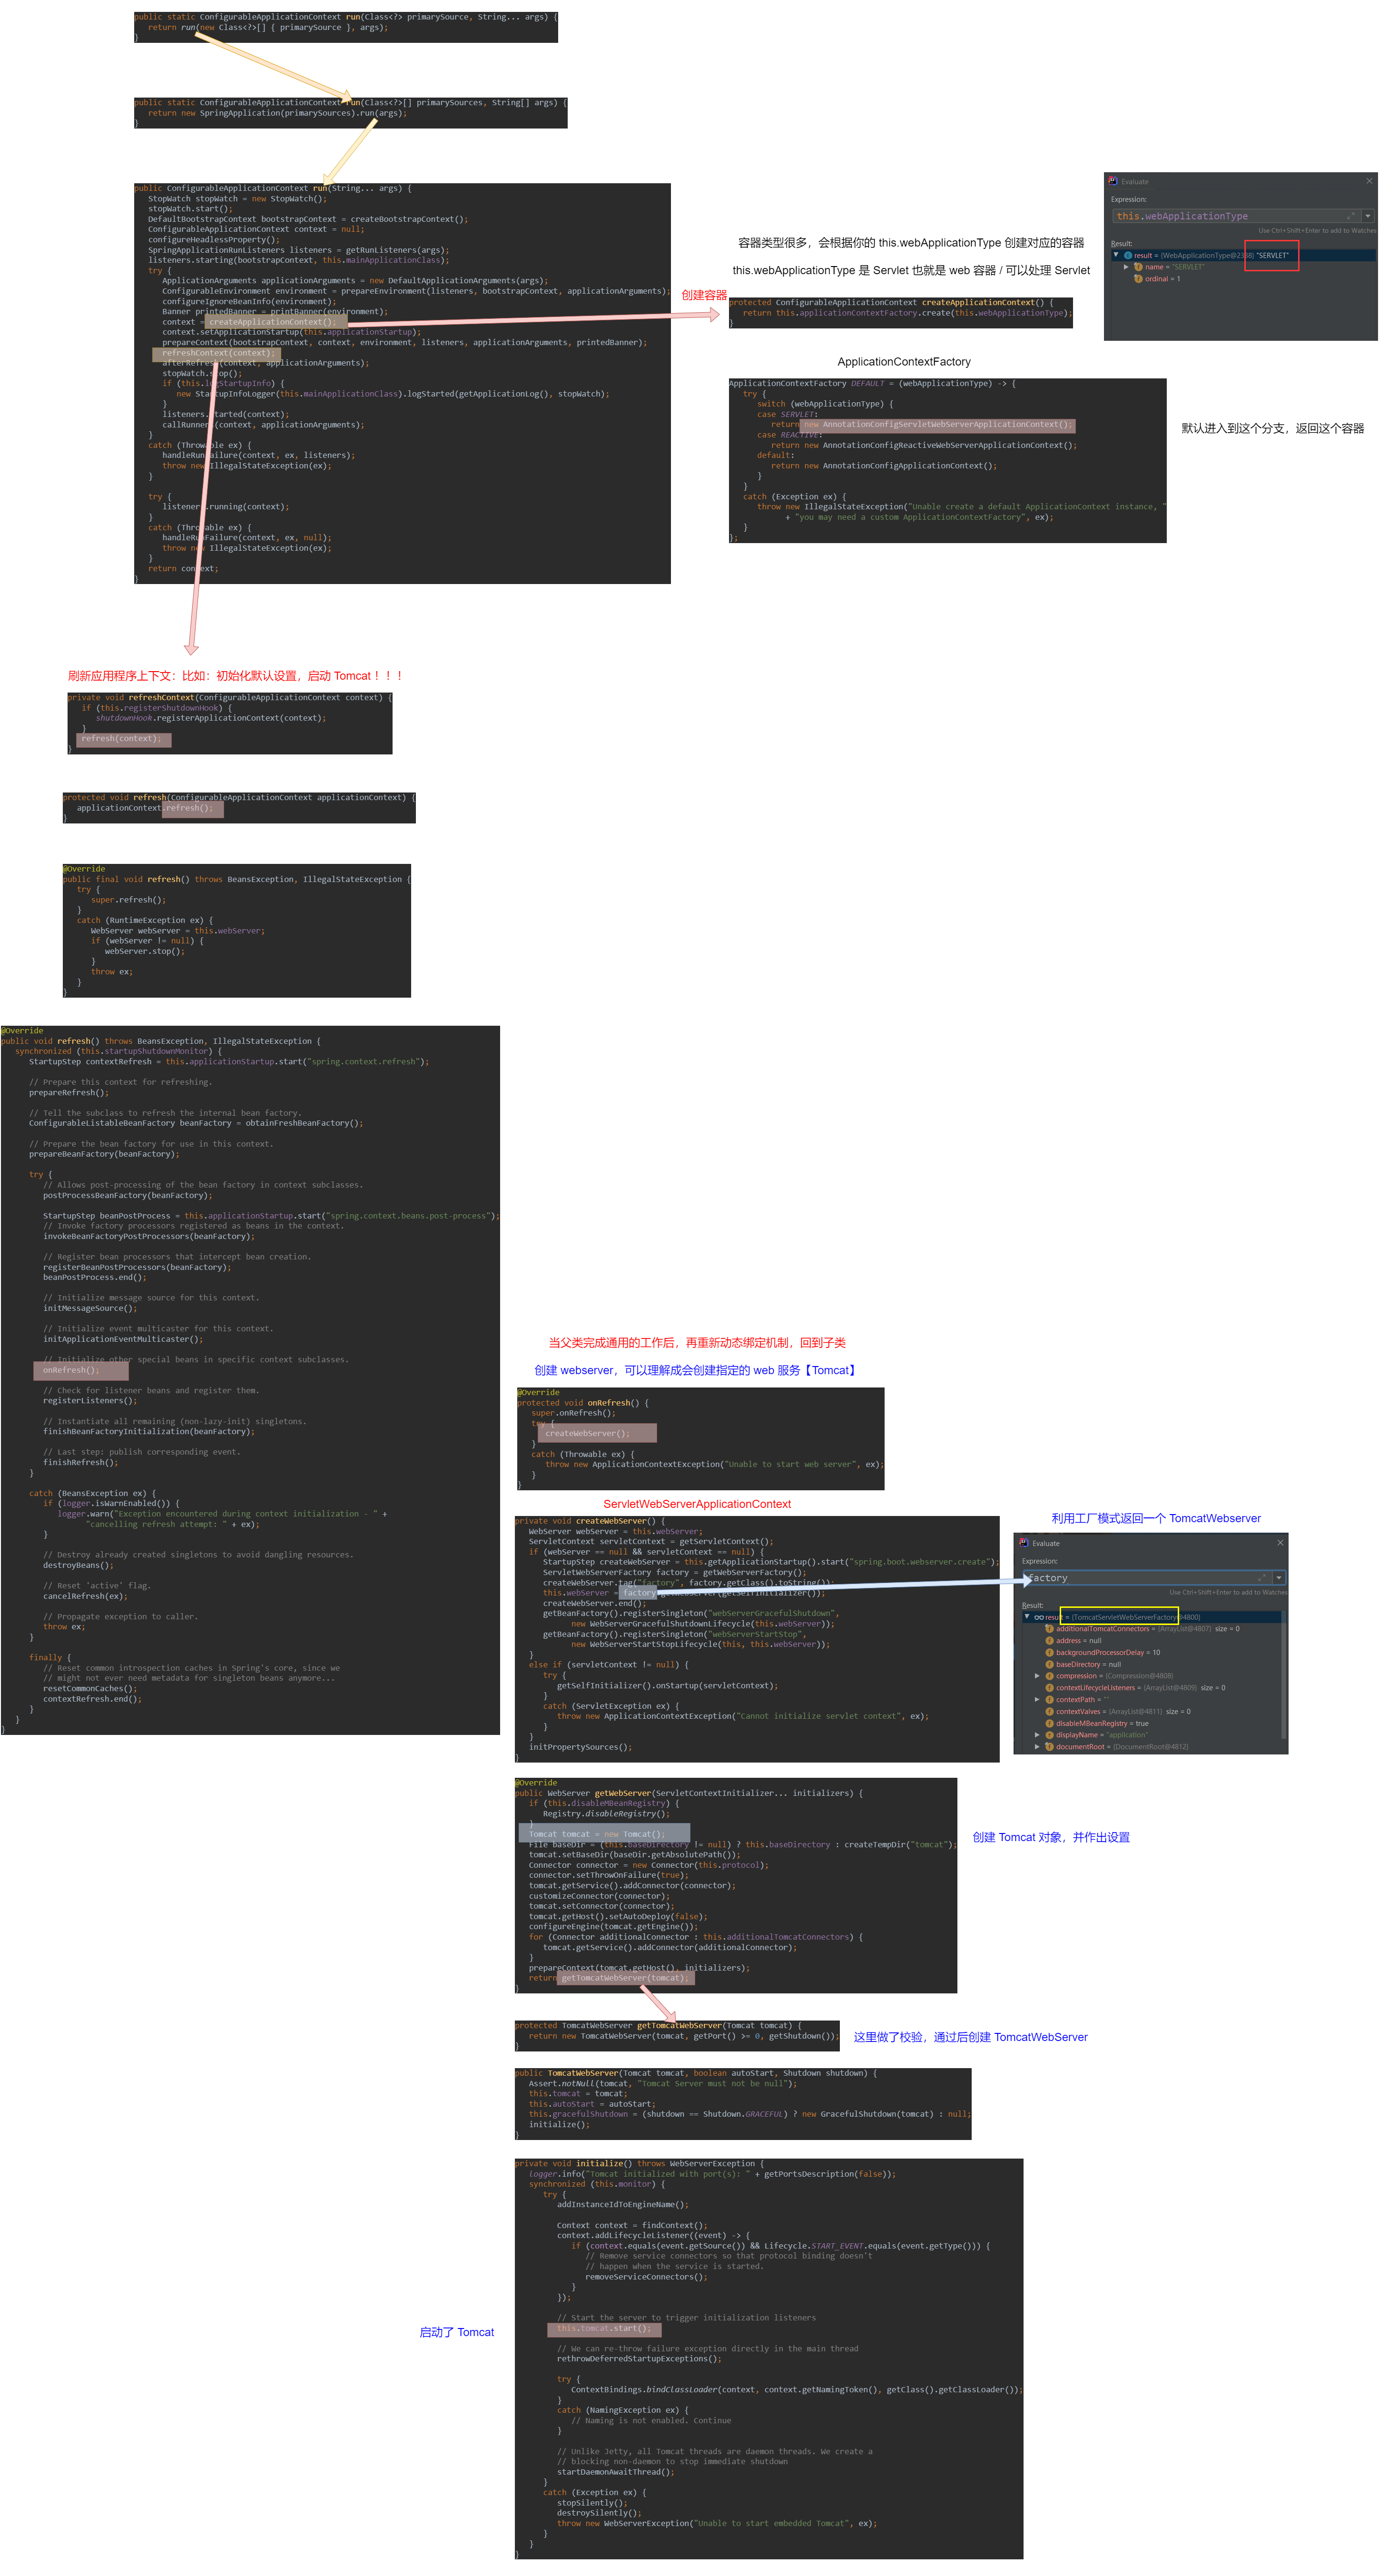 public static ConfigurableApplicationContext run(Class<?> primarySource, String... args) {
return run(new Class<?>[] { primarySource }, args);
}
public static ConfigurableApplicationContext run(Class<?>[] primarySources, String[] args) {
return new SpringApplication(primarySources).run(args);
}
public ConfigurableApplicationContext run(String... args) {
StopWatch stopWatch = new StopWatch();
stopWatch.start();
DefaultBootstrapContext bootstrapContext = createBootstrapContext();
ConfigurableApplicationContext context = null;
configureHeadlessProperty();
SpringApplicationRunListeners listeners = getRunListeners(args);
listeners.starting(bootstrapContext, this.mainApplicationClass);
try {
ApplicationArguments applicationArguments = new DefaultApplicationArguments(args);
ConfigurableEnvironment environment = prepareEnvironment(listeners, bootstrapContext, applicationArguments);
configureIgnoreBeanInfo(environment);
Banner printedBanner = printBanner(environment);
context = createApplicationContext();
context.setApplicationStartup(this.applicationStartup);
prepareContext(bootstrapContext, context, environment, listeners, applicationArguments, printedBanner);
refreshContext(context);
afterRefresh(context, applicationArguments);
stopWatch.stop();
if (this.logStartupInfo) {
new StartupInfoLogger(this.mainApplicationClass).logStarted(getApplicationLog(), stopWatch);
}
listeners.started(context);
callRunners(context, applicationArguments);
}
catch (Throwable ex) {
handleRunFailure(context, ex, listeners);
throw new IllegalStateException(ex);
}
try {
listeners.running(context);
}
catch (Throwable ex) {
handleRunFailure(context, ex, null);
throw new IllegalStateException(ex);
}
return context;
}
创建容器
容器类型很多，会根据你的 this.webApplicationType 创建对应的容器
this.webApplicationType 是 Servlet 也就是 web 容器 / 可以处理 Servlet
protected ConfigurableApplicationContext createApplicationContext() {
return this.applicationContextFactory.create(this.webApplicationType);
}
Evaluate
Expression:
this.webApplicationType
Use Ctrl+Shift+Enter to add to Watches
Result:
result = {WebApplicationType@2338} "SERVLET"
name = "SERVLET"
ordinal = 1
ApplicationContextFactory
ApplicationContextFactory DEFAULT = (webApplicationType) -> {
try {
switch (webApplicationType) {
case SERVLET:
return new AnnotationConfigServletWebServerApplicationContext();
case REACTIVE:
return new AnnotationConfigReactiveWebServerApplicationContext();
default:
return new AnnotationConfigApplicationContext();
}
}
catch (Exception ex) {
throw new IllegalStateException("Unable create a default ApplicationContext instance, "
+ "you may need a custom ApplicationContextFactory", ex);
}
};
默认进入到这个分支，返回这个容器
刷新应用程序上下文：比如：初始化默认设置，启动 Tomcat！！！
private void refreshContext(ConfigurableApplicationContext context) {
if (this.registerShutdownHook) {
shutdownHook.registerApplicationContext(context);
}
refresh(context);
}
protected void refresh(ConfigurableApplicationContext applicationContext) {
applicationContext.refresh();
}
@Override
public final void refresh() throws BeansException, IllegalStateException {
try {
super.refresh();
}
catch (RuntimeException ex) {
WebServer webServer = this.webServer;
if (webServer != null) {
webServer.stop();
}
throw ex;
}
}
@Override
public void refresh() throws BeansException, IllegalStateException {
synchronized (this.startupShutdownMonitor) {
StartupStep contextRefresh = this.applicationStartup.start("spring.context.refresh");
// Prepare this context for refreshing.
prepareRefresh();
// Tell the subclass to refresh the internal bean factory.
ConfigurableListableBeanFactory beanFactory = obtainFreshBeanFactory();
// Prepare the bean factory for use in this context.
prepareBeanFactory(beanFactory);
try {
// Allows post-processing of the bean factory in context subclasses.
postProcessBeanFactory(beanFactory);
StartupStep beanPostProcess = this.applicationStartup.start("spring.context.beans.post-process");
// Invoke factory processors registered as beans in the context.
invokeBeanFactoryPostProcessors(beanFactory);
// Register bean processors that intercept bean creation.
registerBeanPostProcessors(beanFactory);
beanPostProcess.end();
// Initialize message source for this context.
initMessageSource();
// Initialize event multicaster for this context.
initApplicationEventMulticaster();
// Initialize other special beans in specific context subclasses.
onRefresh();
// Check for listener beans and register them.
registerListeners();
// Instantiate all remaining (non-lazy-init) singletons.
finishBeanFactoryInitialization(beanFactory);
// Last step: publish corresponding event.
finishRefresh();
}
catch (BeansException ex) {
if (logger.isWarnEnabled()) {
logger.warn("Exception encountered during context initialization - " +
"cancelling refresh attempt: " + ex);
}
// Destroy already created singletons to avoid dangling resources.
destroyBeans();
// Reset 'active' flag.
cancelRefresh(ex);
// Propagate exception to caller.
throw ex;
}
finally {
// Reset common introspection caches in Spring's core, since we
// might not ever need metadata for singleton beans anymore...
resetCommonCaches();
contextRefresh.end();
}
}
}
当父类完成通用的工作后，再重新动态绑定机制，回到子类
创建 webserver，可以理解成会创建指定的 web 服务【Tomcat】
@Override
protected void onRefresh() {
super.onRefresh();
try {
createWebServer();
}
catch (Throwable ex) {
throw new ApplicationContextException("Unable to start web server", ex);
}
}
ServletWebServerApplicationContext
private void createWebServer() {
WebServer webServer = this.webServer;
ServletContext servletContext = getServletContext();
if (webServer == null && servletContext == null) {
StartupStep createWebServer = this.getApplicationStartup().start("spring.boot.webserver.create");
ServletWebServerFactory factory = getWebServerFactory();
createWebServer.tag("factory", factory.getClass().toString());
this.webServer = factory.getWebServer(getSelfInitializer());
createWebServer.end();
getBeanFactory().registerSingleton("webServerGracefulShutdown",
new WebServerGracefulShutdownLifecycle(this.webServer));
getBeanFactory().registerSingleton("webServerStartStop",
new WebServerStartStopLifecycle(this, this.webServer));
}
else if (servletContext != null) {
try {
getSelfInitializer().onStartup(servletContext);
}
catch (ServletException ex) {
throw new ApplicationContextException("Cannot initialize servlet context", ex);
}
}
initPropertySources();
}
利用工厂模式返回一个 TomcatWebserver
Evaluate
Expression:
factory
Use Ctrl+Shift+Enter to add to Watches
Result:
result = {TomcatServletWebServerFactory@4800}
additionalTomcatConnectors = {ArrayList@4807} size = 0
address = null
backgroundProcessorDelay = 10
baseDirectory = null
compression = {Compression@4808}
contextLifecycleListeners = {ArrayList@4809} size = 0
contextPath = ""
contextValves = {ArrayList@4811} size = 0
disableMBeanRegistry = true
displayName = "application"
documentRoot = {DocumentRoot@4812}
@Override
public WebServer getWebServer(ServletContextInitializer... initializers) {
if (this.disableMBeanRegistry) {
Registry.disableRegistry();
}
Tomcat tomcat = new Tomcat();
File baseDir = (this.baseDirectory != null) ? this.baseDirectory : createTempDir("tomcat");
tomcat.setBaseDir(baseDir.getAbsolutePath());
Connector connector = new Connector(this.protocol);
connector.setThrowOnFailure(true);
tomcat.getService().addConnector(connector);
customizeConnector(connector);
tomcat.setConnector(connector);
tomcat.getHost().setAutoDeploy(false);
configureEngine(tomcat.getEngine());
for (Connector additionalConnector : this.additionalTomcatConnectors) {
tomcat.getService().addConnector(additionalConnector);
}
prepareContext(tomcat.getHost(), initializers);
return getTomcatWebServer(tomcat);
}
创建 Tomcat 对象，并作出设置
protected TomcatWebServer getTomcatWebServer(Tomcat tomcat) {
return new TomcatWebServer(tomcat, getPort() >= 0, getShutdown());
}
这里做了校验，通过后创建 TomcatWebServer
public TomcatWebServer(Tomcat tomcat, boolean autoStart, Shutdown shutdown) {
Assert.notNull(tomcat, "Tomcat Server must not be null");
this.tomcat = tomcat;
this.autoStart = autoStart;
this.gracefulShutdown = (shutdown == Shutdown.GRACEFUL) ? new GracefulShutdown(tomcat) : null;
initialize();
}
private void initialize() throws WebServerException {
logger.info("Tomcat initialized with port(s): " + getPortsDescription(false));
synchronized (this.monitor) {
try {
addInstanceIdToEngineName();
Context context = findContext();
context.addLifecycleListener((event) -> {
if (context.equals(event.getSource()) && Lifecycle.START_EVENT.equals(event.getType())) {
// Remove service connectors so that protocol binding doesn't
// happen when the service is started.
removeServiceConnectors();
}
});
// Start the server to trigger initialization listeners
this.tomcat.start();
启动了 Tomcat
// We can re-throw failure exception directly in the main thread
rethrowDeferredStartupExceptions();
try {
ContextBindings.bindClassLoader(context, context.getNamingToken(), getClass().getClassLoader());
}
catch (NamingException ex) {
// Naming is not enabled. Continue
}
// Unlike Jetty, all Tomcat threads are daemon threads. We create a
// blocking non-daemon to stop immediate shutdown
startDaemonAwaitThread();
}
catch (Exception ex) {
stopSilently();
destroySilently();
throw new WebServerException("Unable to start embedded Tomcat", ex);
}
}
}